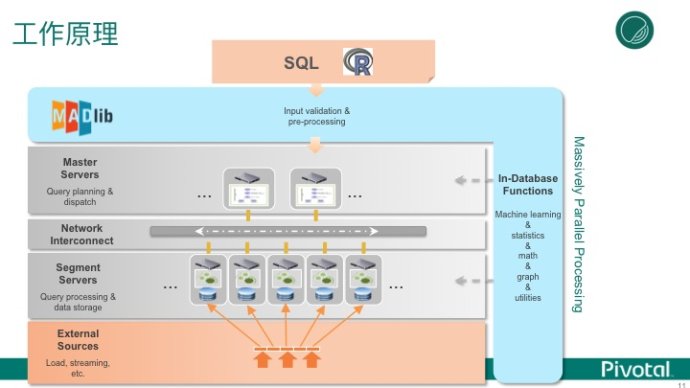 工作原理
SQL
R
MADlib
Input validation &
pre-processing
Master
Servers
Query planning &
dispatch
...
...
Network
Interconnect
Segment
Servers
Query processing &
data storage
...
...
External
Sources
Load, streaming,
etc.
In-Database
Functions
Machine learning
&
statistics
&
math
&
graph
&
utilities
Massively Parallel Processing
Pivotal
11